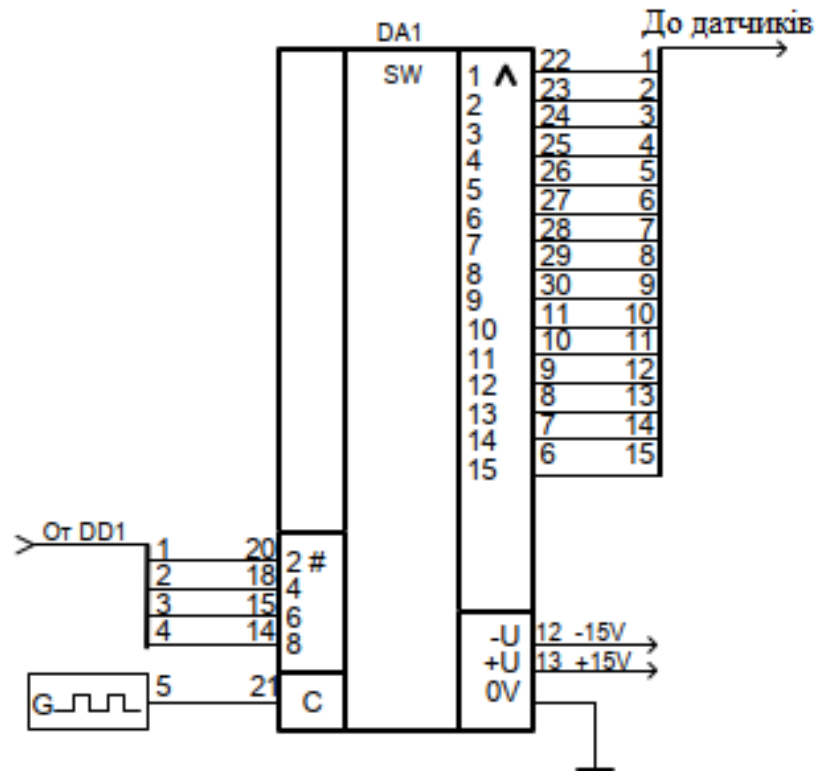 До датчиків
DA1
SW
1 ^ 22 1
2 23 2
3 24 3
4 25 4
5 26 5
6 27 6
7 28 7
8 29 8
9 30 9
10 11 10
11 10 11
12 9 12
13 8 13
14 7 14
15 6 15
От DD1
1 20 2 #
2 18 4
3 15 6
4 14 8
-U 12 -15V
+U 13 +15V
0V
G 5 21 C